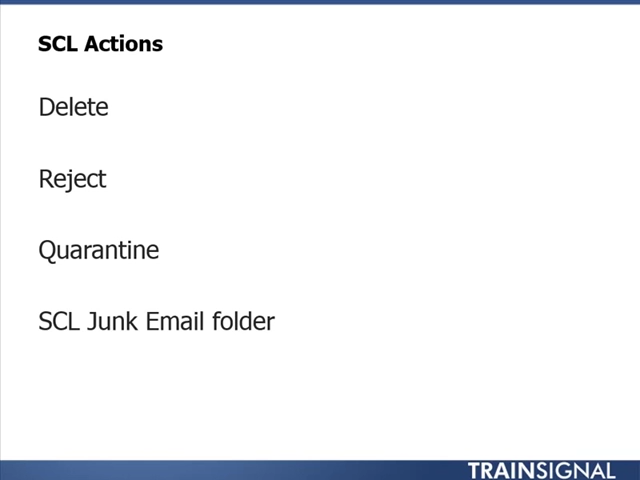 SCL Actions
Delete
Reject
Quarantine
SCL Junk Email folder
TRAINSIGNAL